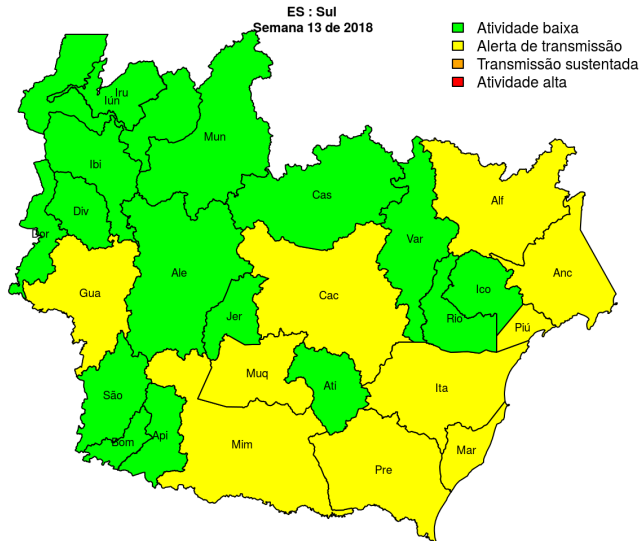 ES : Sul
Semana 13 de 2018
Atividade baixa
Alerta de transmissão
Transmissão sustentada
Atividade alta
Iru
Iún
Mun
Ibi
Cas
Alf
Div
Dor
Var
Ale
Anc
Gua
Cac
Ico
Jer
Rio
Piú
Muq
Ati
Ita
São
Api
Bom
Mim
Mar
Pre